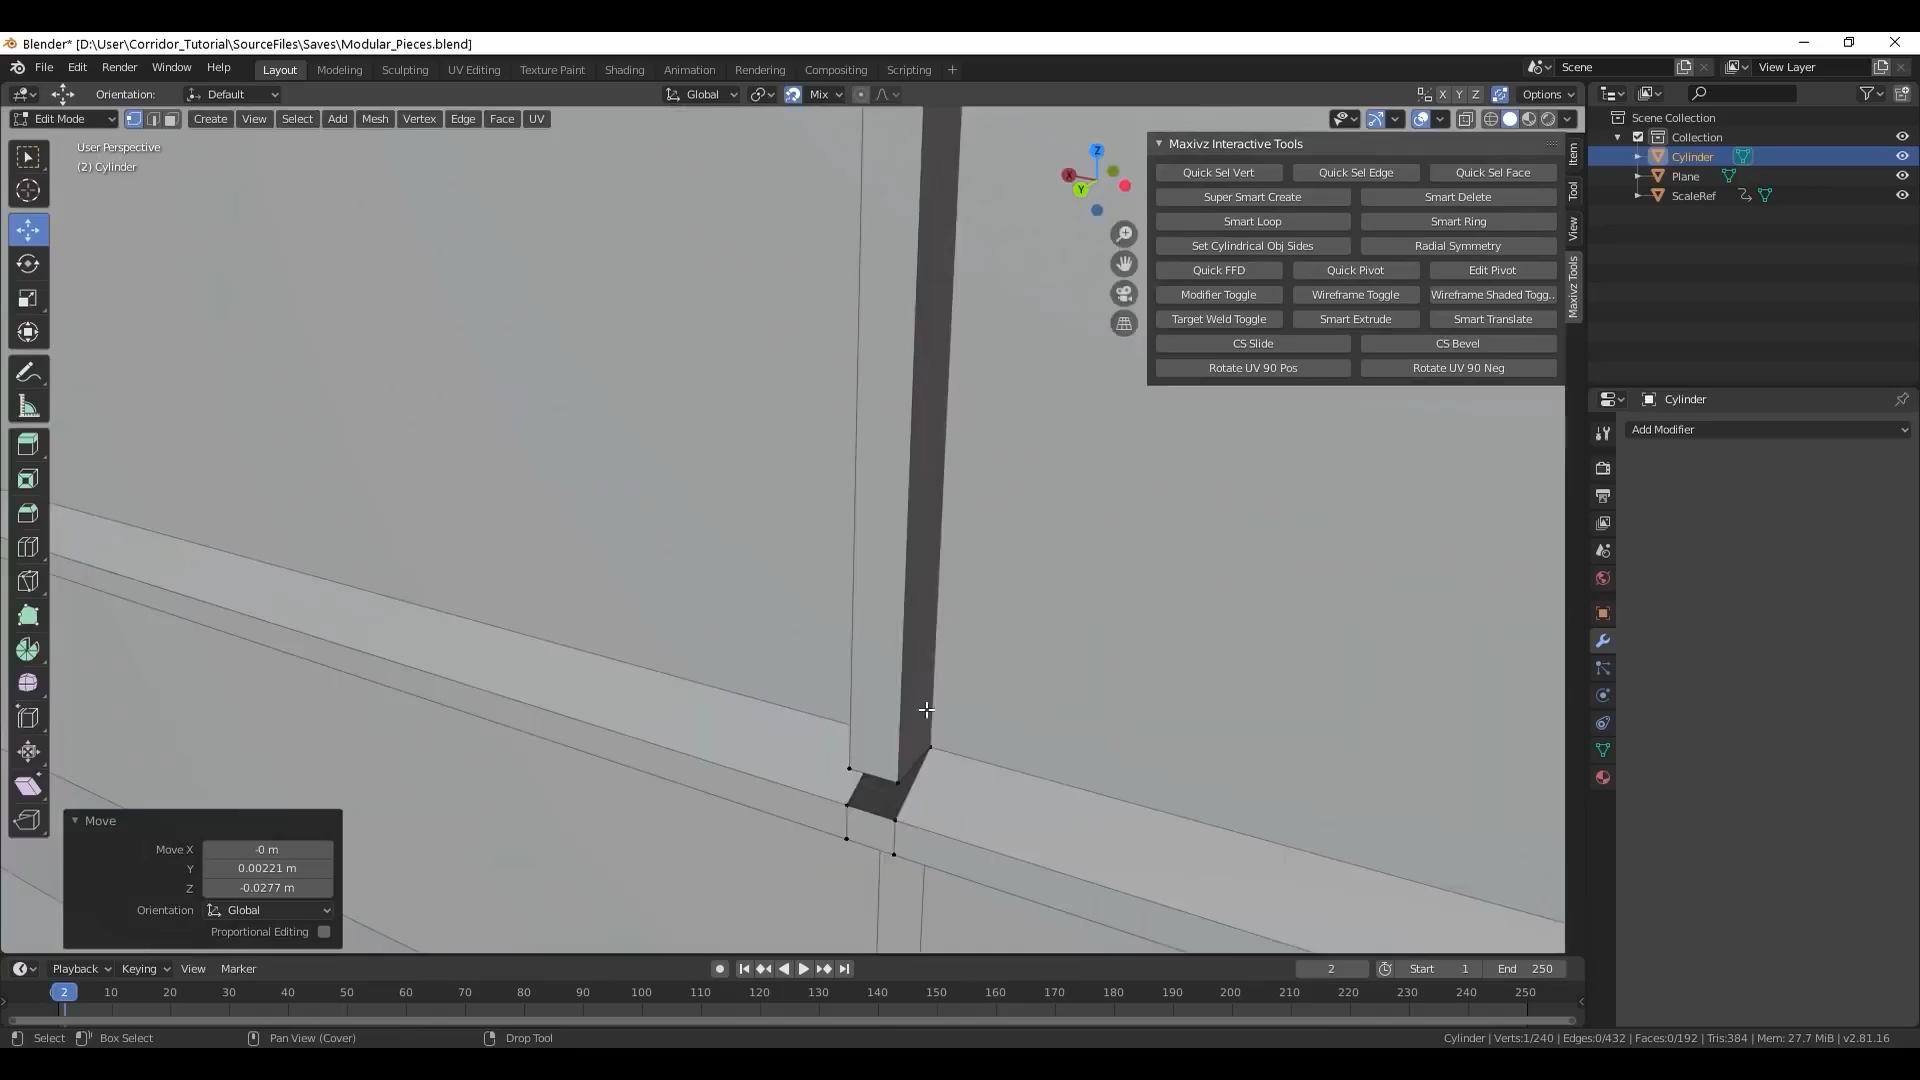 Blender* [D:\User\Corridor_Tutorial\SourceFiles\Saves\Modular_Pieces.blend]
File Edit Render Window Help Layout Modeling Sculpting UV Editing Texture Paint Shading Animation Rendering Compositing Scripting + Scene View Layer
Orientation: Default Global Mix X Y Z Options
Edit Mode Create View Select Add Mesh Vertex Edge Face UV
User Perspective
(2) Cylinder
Z
X
Y
Maxivz Interactive Tools
Quick Sel Vert Quick Sel Edge Quick Sel Face
Super Smart Create Smart Delete
Smart Loop Smart Ring
Set Cylindrical Obj Sides Radial Symmetry
Quick FFD Quick Pivot Edit Pivot
Modifier Toggle Wireframe Toggle Wireframe Shaded Togg..
Target Weld Toggle Smart Extrude Smart Translate
CS Slide CS Bevel
Rotate UV 90 Pos Rotate UV 90 Neg
Item
Tool
View
Maxivz Tools
Scene Collection
Collection
Cylinder
Plane
ScaleRef
Cylinder
Add Modifier
Move
Move X -0 m
Y 0.00221 m
Z -0.0277 m
Orientation Global
Proportional Editing
Playback Keying View Marker 2 Start 1 End 250
2 10 20 30 40 50 60 70 80 90 100 110 120 130 140 150 160 170 180 190 200 210 220 230 240 250
Select Box Select Pan View (Cover) Drop Tool Cylinder | Verts:1/240 | Edges:0/432 | Faces:0/192 | Tris:384 | Mem: 27.7 MiB | v2.81.16